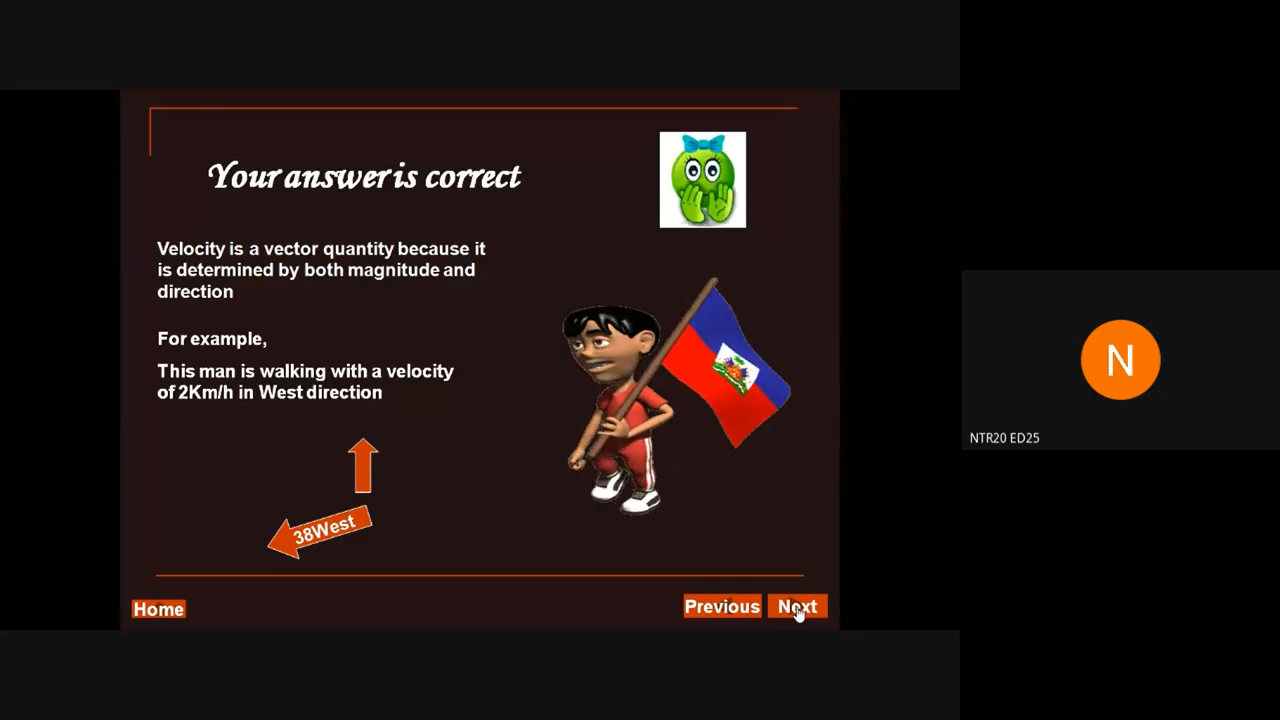 Your answer is correct
Velocity is a vector quantity because it
is determined by both magnitude and
direction
For example,
This man is walking with a velocity
of 2Km/h in West direction
38West
Home
Previous
Next
N
NTR20 ED25